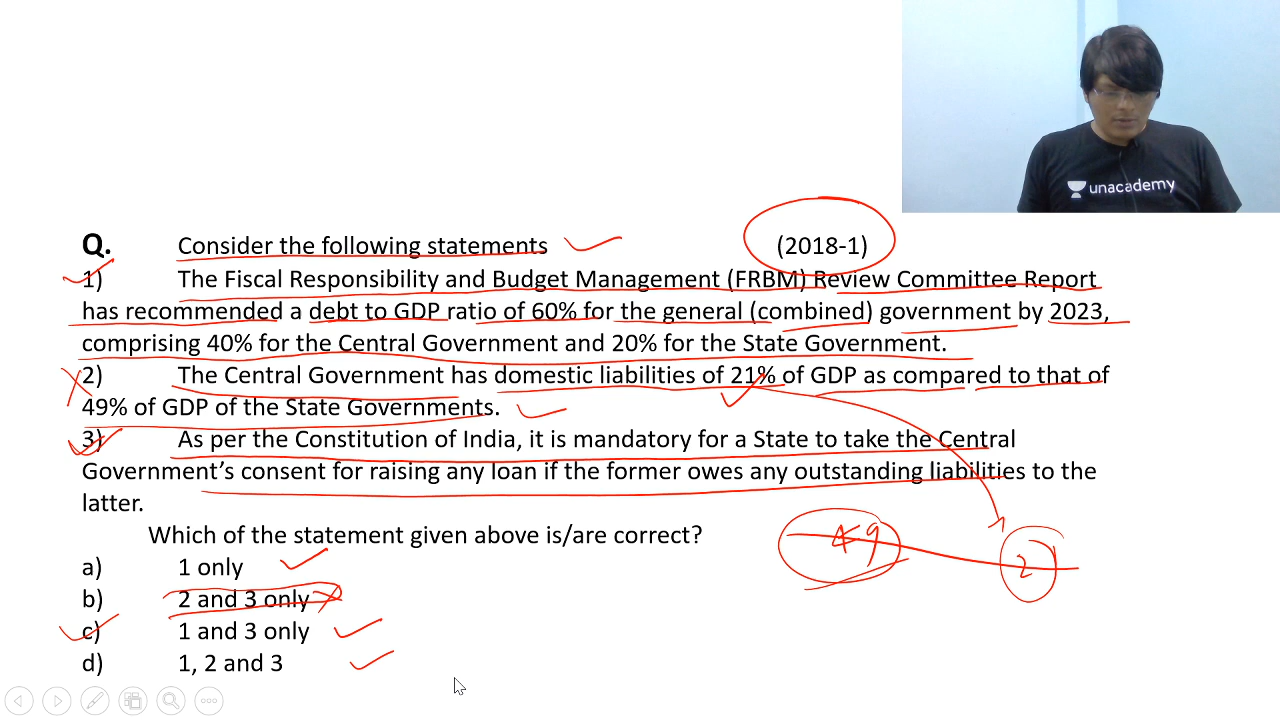 unacademy
Q. Consider the following statements (2018-1)
1) The Fiscal Responsibility and Budget Management (FRBM) Review Committee Report
has recommended a debt to GDP ratio of 60% for the general (combined) government by 2023,
comprising 40% for the Central Government and 20% for the State Government.
2) The Central Government has domestic liabilities of 21% of GDP as compared to that of
49% of GDP of the State Governments.
3) As per the Constitution of India, it is mandatory for a State to take the Central
Government’s consent for raising any loan if the former owes any outstanding liabilities to the
latter.
Which of the statement given above is/are correct?
49
a) 1 only
b) 2 and 3 only
c) 1 and 3 only
d) 1, 2 and 3